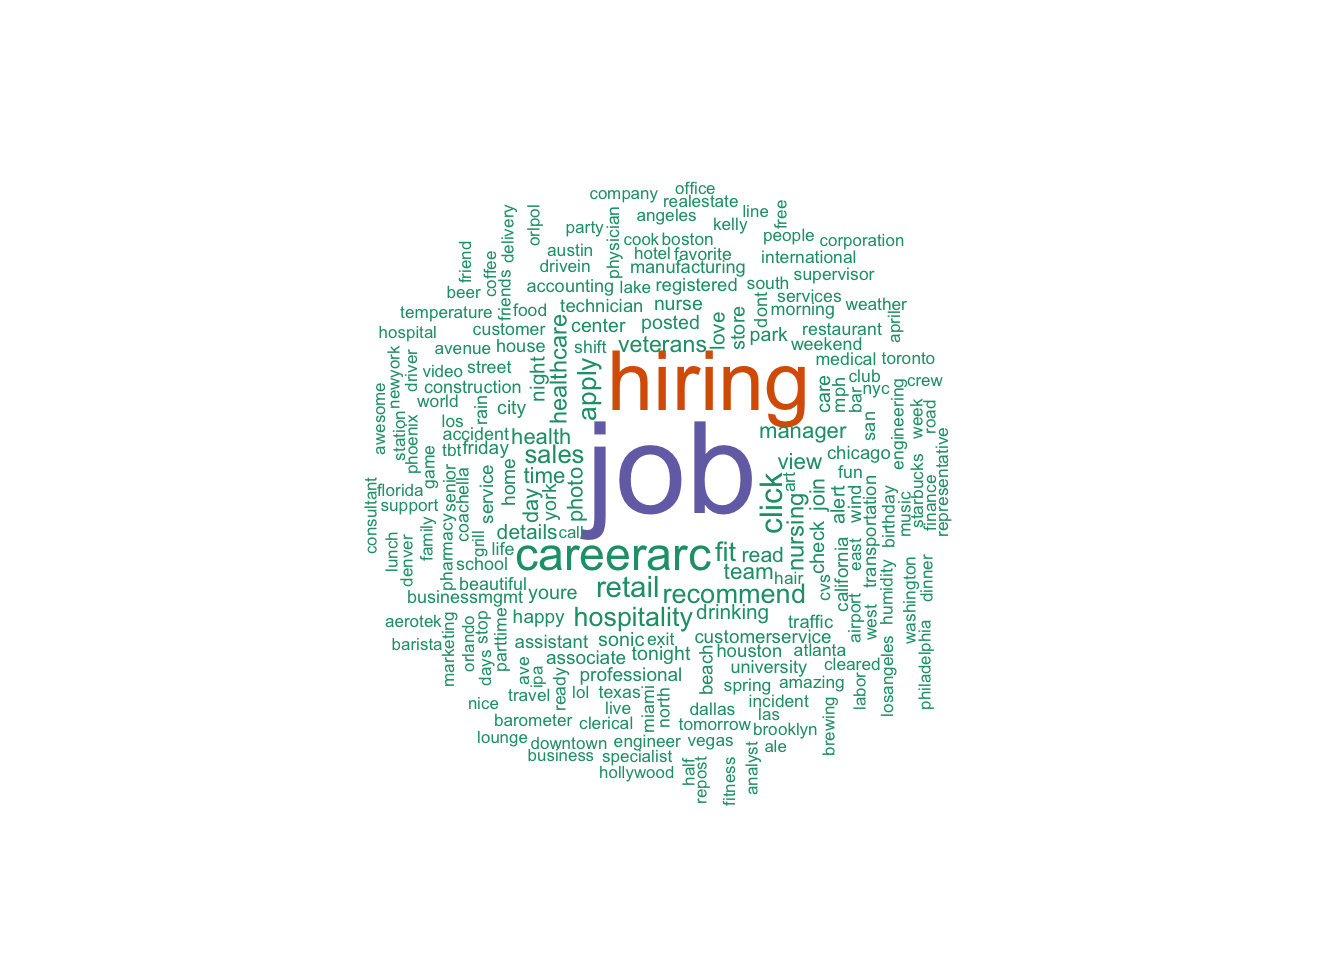 office
company
realestate
angeles
line
free
kelly
party
physician
orlpol
delivery
cook
boston
people
corporation
austin
hotel
favorite
international
friend
coffee
drivein
manufacturing
supervisor
accounting
lake
registered
south
beer
friends
services
temperature
food
technician
nurse
dont
morning
weather
april
hospital
customer
healthcare
center
posted
love
store
park
restaurant
avenue
house
shift
veterans
weekend
newyork
driver
video
street
night
apply
hiring
medical
toronto
construction
care
mph
bar
club
nyc
crew
awesome
world
rain
city
engineering
week
road
station
phoenix
los
accident
health
job
manager
san
tbt
friday
sales
view
chicago
representative
game
time
art
fun
consultant
florida
senior
coachella
service
home
day
york
photo
click
join
alert
wind
music
starbucks
finance
support
nursing
check
transportation
birthday
details
call
lunch
denver
family
pharmacy
grill
life
careerarc
fit
read
east
school
team
hair
cvs
california
humidity
beautiful
businessmgmt
youre
retail
recommend
washington
dinner
aerotek
happy
hospitality
drinking
traffic
airport
west
barista
marketing
orlando
stop
days
parttime
assistant
sonic
exit
customerservice
associate
tonight
houston
atlanta
ave
ipa
professional
beach
university
cleared
philadelphia
losangeles
labor
ready
spring
amazing
nice
travel
lol
texas
incident
live
miami
north
dallas
las
barometer
clerical
tomorrow
brooklyn
brewing
lounge
downtown
engineer
vegas
ale
business
specialist
analyst
hollywood
half
repost
fitness